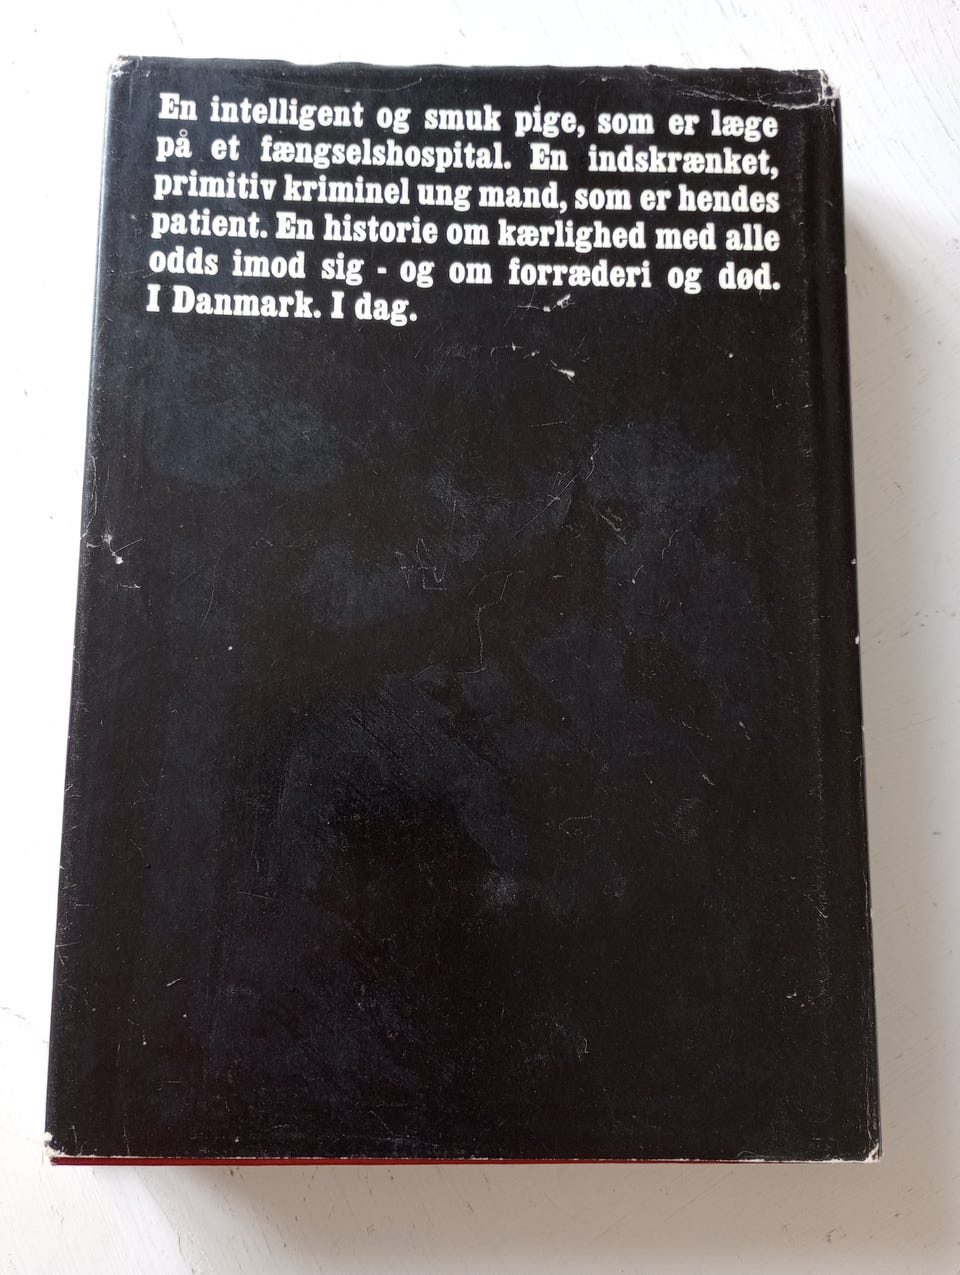 En intelligent og smuk pige, som er læge
på et fængselshospital. En indskrænket,
primitiv kriminel ung mand, som er hendes
patient. En historie om kærlighed med alle
odds imod sig - og om forræderi og død.
I Danmark. I dag.